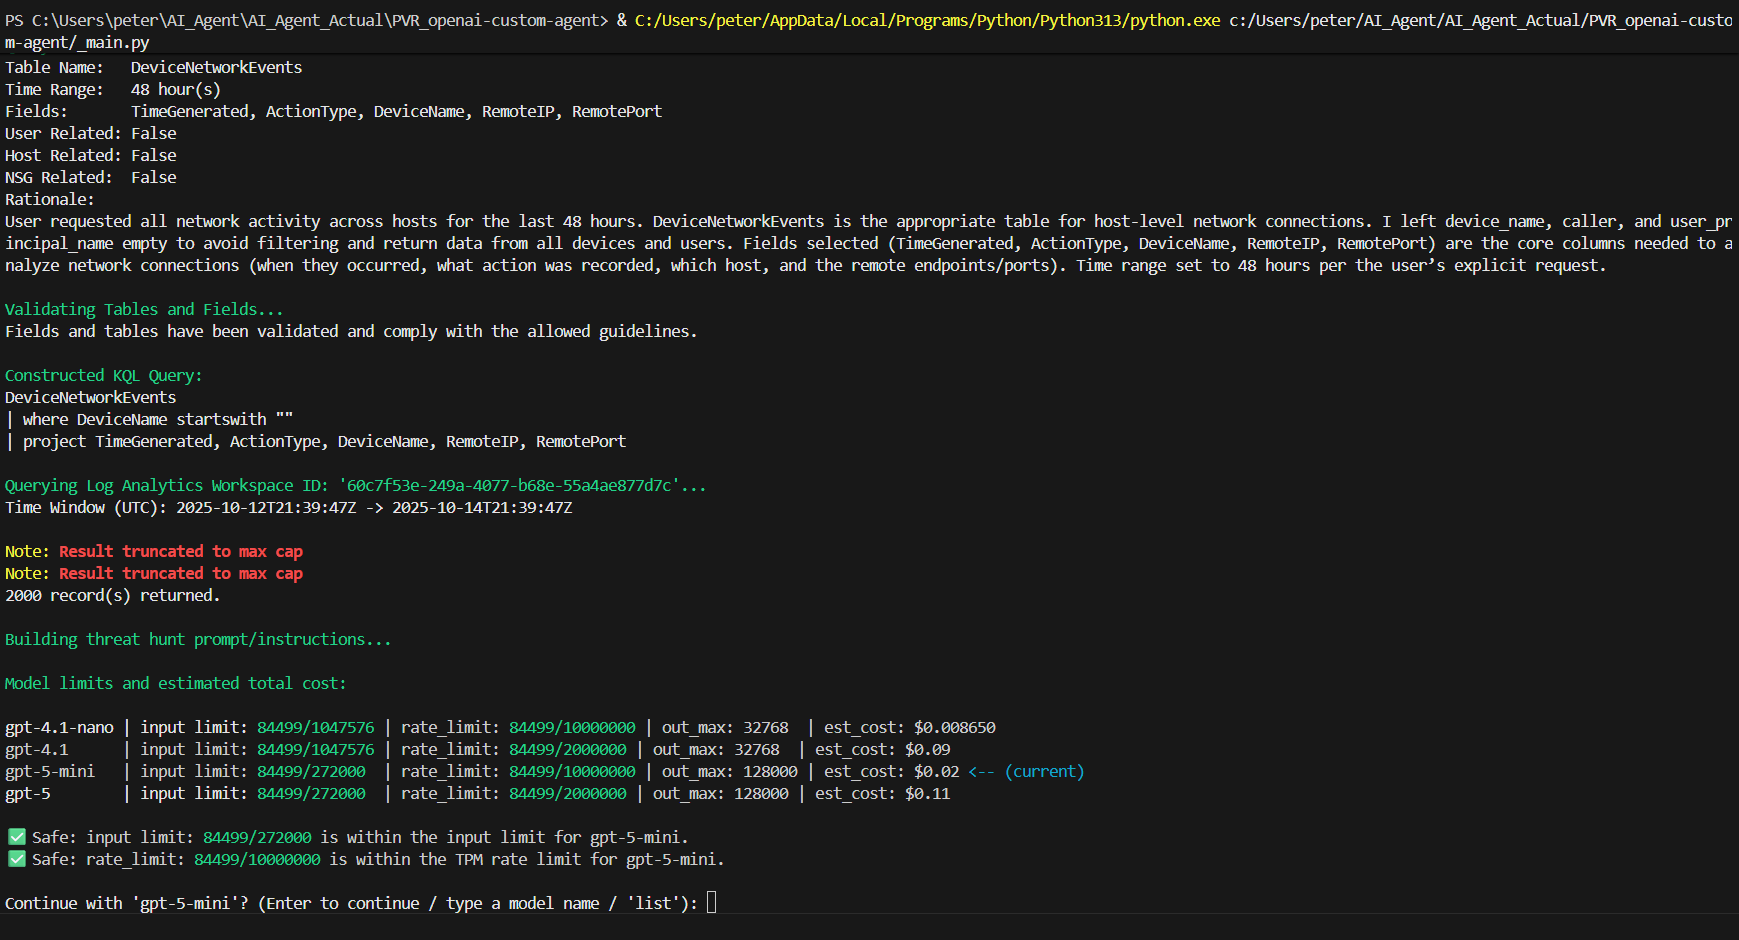 PS C:\Users\peter\AI_Agent\AI_Agent_Actual\PVR_openai-custom-agent> & C:/Users/peter/AppData/Local/Programs/Python/Python313/python.exe c:/Users/peter/AI_Agent/AI_Agent_Actual/PVR_openai-custo
m-agent/_main.py
Table Name:   DeviceNetworkEvents
Time Range:   48 hour(s)
Fields:       TimeGenerated, ActionType, DeviceName, RemoteIP, RemotePort
User Related: False
Host Related: False
NSG Related:  False
Rationale:
User requested all network activity across hosts for the last 48 hours. DeviceNetworkEvents is the appropriate table for host-level network connections. I left device_name, caller, and user_pr
incipal_name empty to avoid filtering and return data from all devices and users. Fields selected (TimeGenerated, ActionType, DeviceName, RemoteIP, RemotePort) are the core columns needed to a
nalyze network connections (when they occurred, what action was recorded, which host, and the remote endpoints/ports). Time range set to 48 hours per the user’s explicit request.
Validating Tables and Fields...
Fields and tables have been validated and comply with the allowed guidelines.
Constructed KQL Query:
DeviceNetworkEvents
| where DeviceName startswith ""
| project TimeGenerated, ActionType, DeviceName, RemoteIP, RemotePort
Querying Log Analytics Workspace ID: '60c7f53e-249a-4077-b68e-55a4ae877d7c'...
Time Window (UTC): 2025-10-12T21:39:47Z -> 2025-10-14T21:39:47Z
Note: Result truncated to max cap
Note: Result truncated to max cap
2000 record(s) returned.
Building threat hunt prompt/instructions...
Model limits and estimated total cost:
gpt-4.1-nano | input limit: 84499/1047576 | rate_limit: 84499/10000000 | out_max: 32768  | est_cost: $0.008650
gpt-4.1      | input limit: 84499/1047576 | rate_limit: 84499/2000000 | out_max: 32768  | est_cost: $0.09
gpt-5-mini   | input limit: 84499/272000  | rate_limit: 84499/10000000 | out_max: 128000 | est_cost: $0.02 <-- (current)
gpt-5        | input limit: 84499/272000  | rate_limit: 84499/2000000 | out_max: 128000 | est_cost: $0.11
✅ Safe: input limit: 84499/272000 is within the input limit for gpt-5-mini.
✅ Safe: rate_limit: 84499/10000000 is within the TPM rate limit for gpt-5-mini.
Continue with 'gpt-5-mini'? (Enter to continue / type a model name / 'list'):